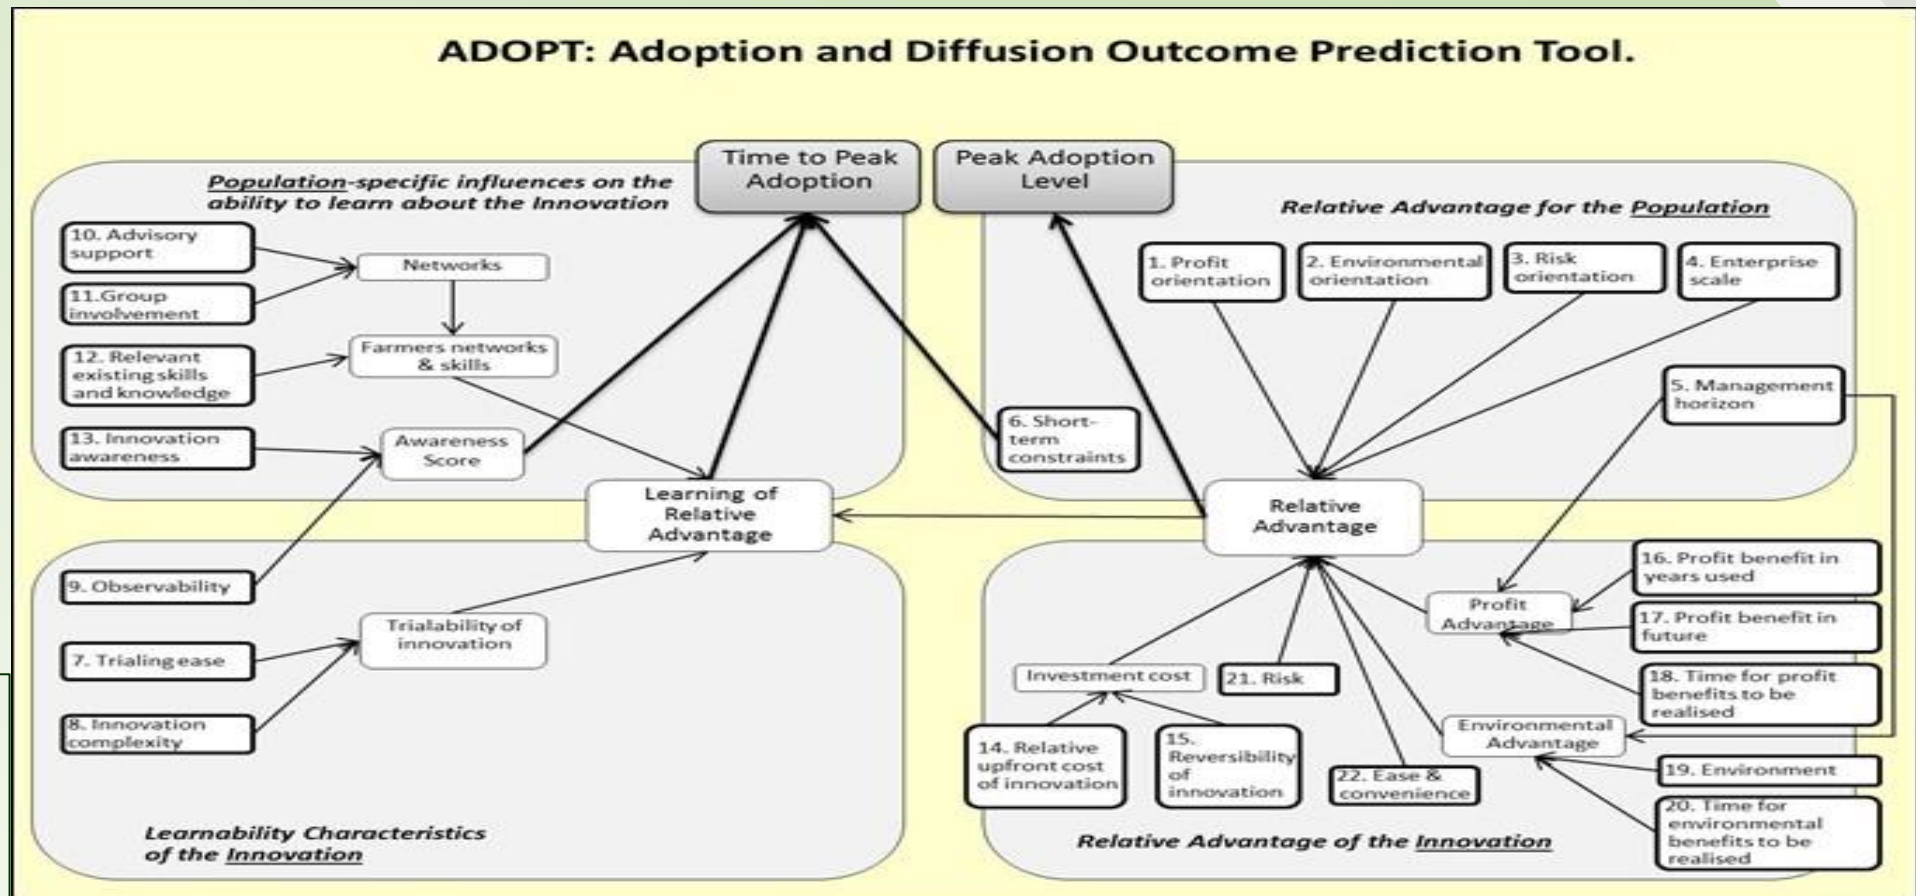 ADOPT: Adoption and Diffusion Outcome Prediction Tool.
Time to Peak
Adoption
Peak Adoption
Level
Population-specific influences on the
ability to learn about the Innovation
10. Advisory
support
11.Group
involvement
12. Relevant
existing skills
and knowledge
13. Innovation
awareness
Networks
Farmers networks
& skills
Awareness
Score
Relative Advantage for the Population
1. Profit
orientation
2. Environmental
orientation
3. Risk
orientation
4. Enterprise
scale
5. Management
horizon
6. Short-
term
constraints
Learning of
Relative
Advantage
Relative
Advantage
9. Observability
7. Trialing ease
8. Innovation
complexity
Trialability of
innovation
Learnability Characteristics
of the Innovation
Profit
Advantage
16. Profit benefit in
years used
17. Profit benefit in
future
18. Time for profit
benefits to be
realised
Investment cost
21. Risk
14. Relative
upfront cost
of innovation
15.
Reversibility
of
innovation
22. Ease &
convenience
Environmental
Advantage
19. Environment
20. Time for
environmental
benefits to be
realised
Relative Advantage of the Innovation